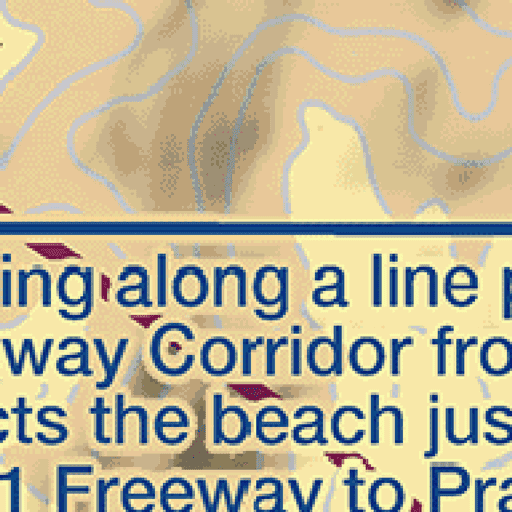 ing along a line p
way Corridor fro
cts the beach jus
1 Freeway to Pra